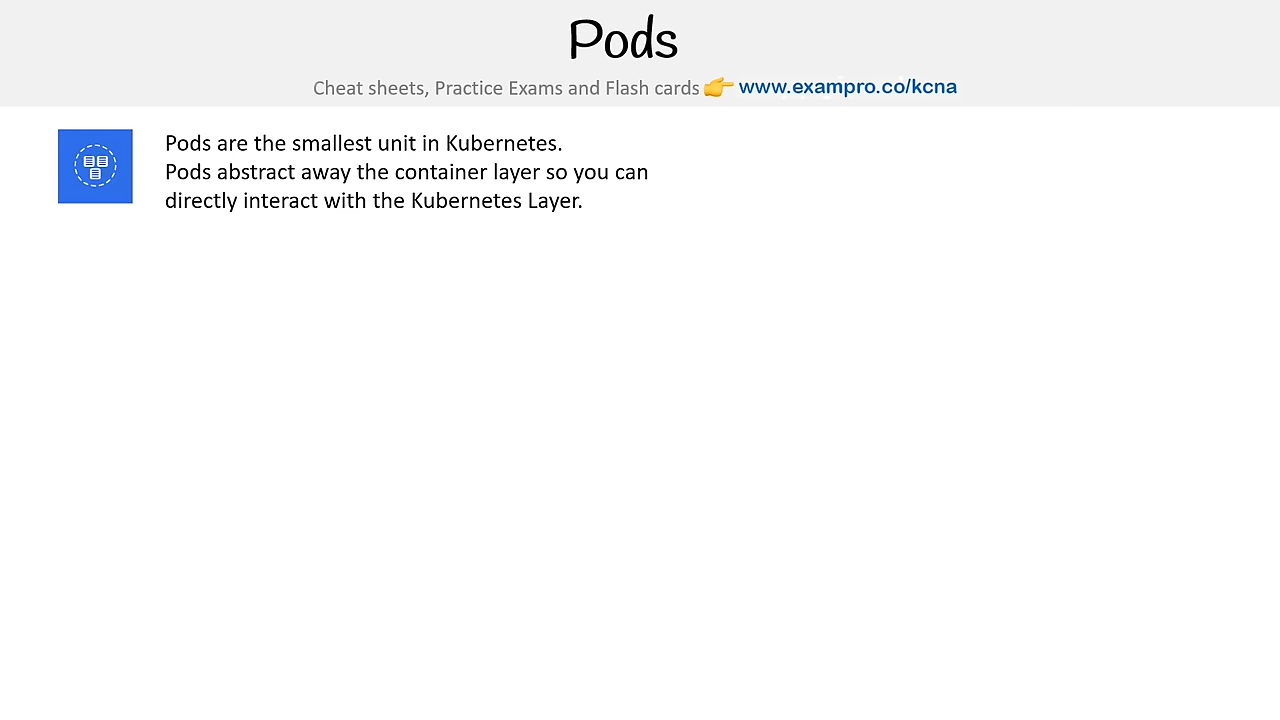 Pods
Cheat sheets, Practice Exams and Flash cards 👉 www.exampro.co/kcna
Pods are the smallest unit in Kubernetes.
Pods abstract away the container layer so you can
directly interact with the Kubernetes Layer.